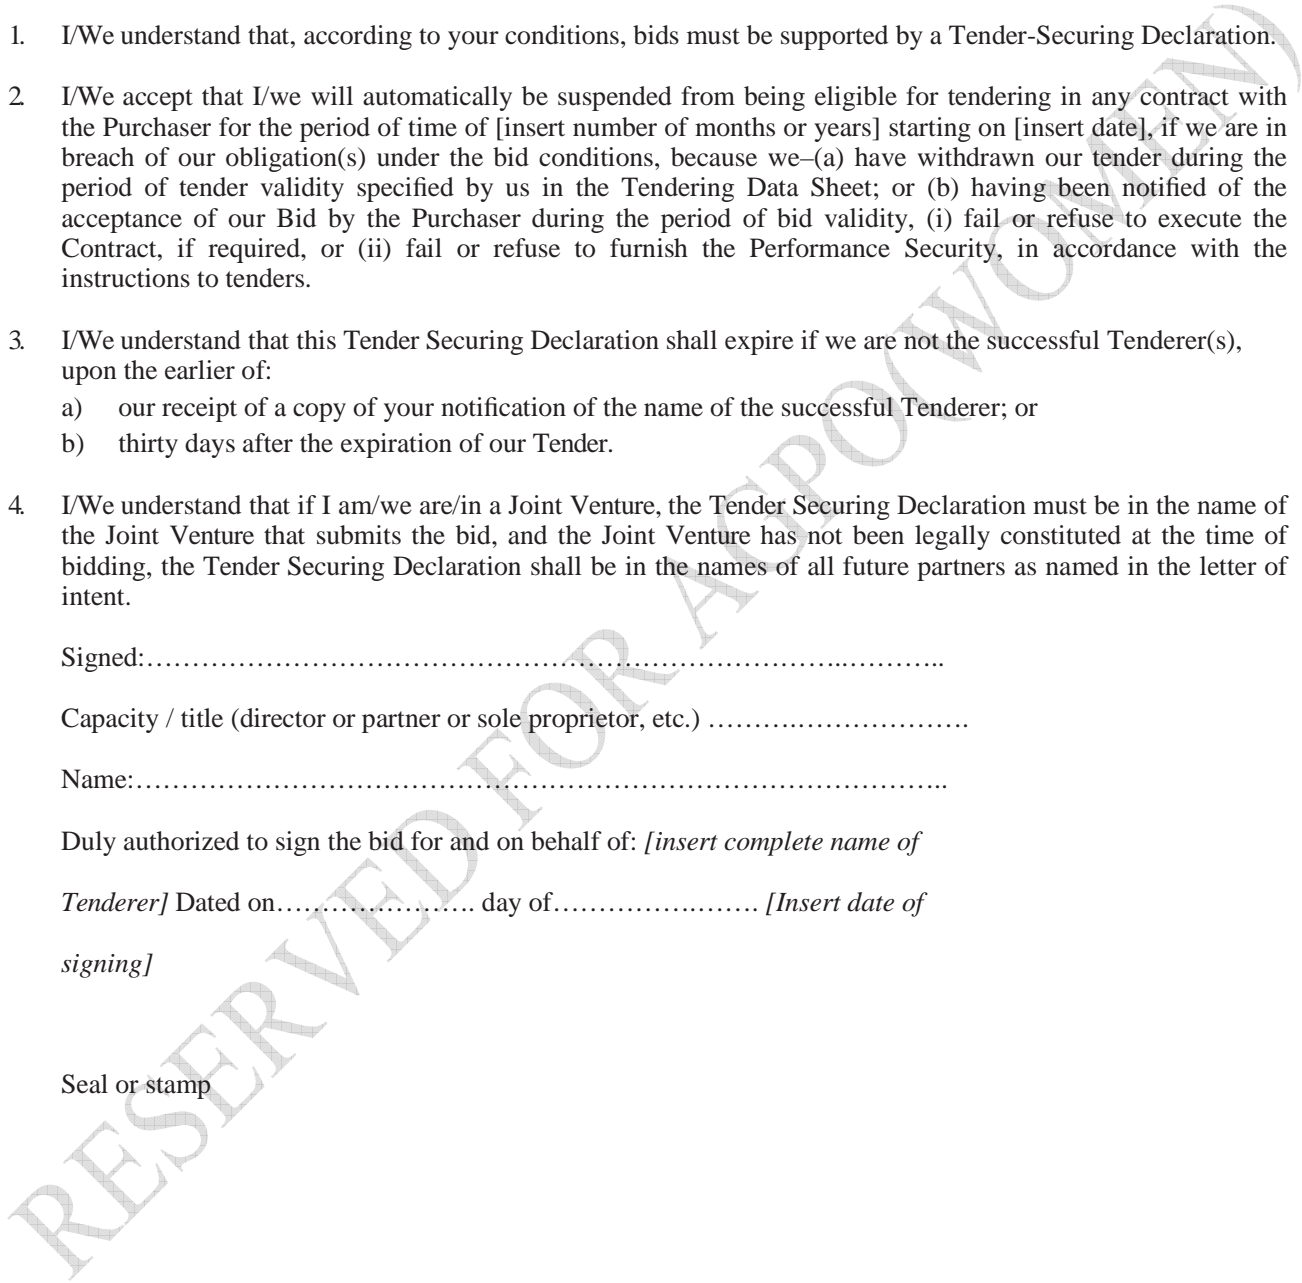 1. I/We understand that, according to your conditions, bids must be supported by a Tender-Securing Declaration.
2. I/We accept that I/we will automatically be suspended from being eligible for tendering in any contract with
the Purchaser for the period of time of [insert number of months or years] starting on [insert date], if we are in
breach of our obligation(s) under the bid conditions, because we–(a) have withdrawn our tender during the
period of tender validity specified by us in the Tendering Data Sheet; or (b) having been notified of the
acceptance of our Bid by the Purchaser during the period of bid validity, (i) fail or refuse to execute the
Contract, if required, or (ii) fail or refuse to furnish the Performance Security, in accordance with the
instructions to tenders.
3. I/We understand that this Tender Securing Declaration shall expire if we are not the successful Tenderer(s),
upon the earlier of:
a) our receipt of a copy of your notification of the name of the successful Tenderer; or
b) thirty days after the expiration of our Tender.
4. I/We understand that if I am/we are/in a Joint Venture, the Tender Securing Declaration must be in the name of
the Joint Venture that submits the bid, and the Joint Venture has not been legally constituted at the time of
bidding, the Tender Securing Declaration shall be in the names of all future partners as named in the letter of
intent.
Signed:……………………………………………………………………..………..
Capacity / title (director or partner or sole proprietor, etc.) ……….……………….
Name:……………………………………………………………………………..
Duly authorized to sign the bid for and on behalf of: [insert complete name of
Tenderer] Dated on…………………. day of…………….……. [Insert date of
signing]
Seal or stamp
RESERVED FOR AGPO(WOMEN)